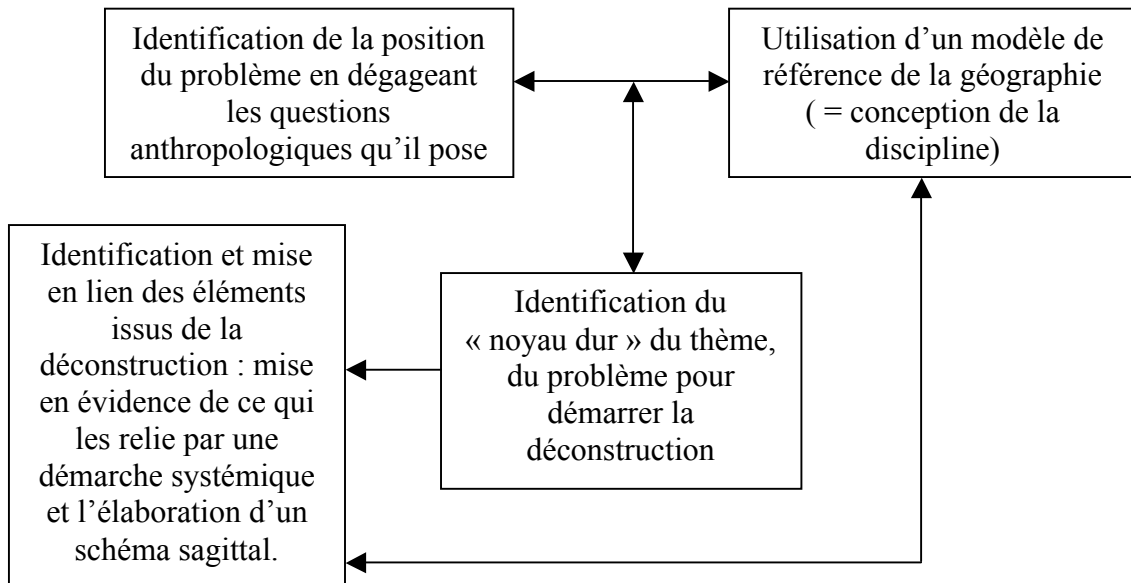 Identification de la position
du problème en dégageant
les questions
anthropologiques qu’il pose
Utilisation d’un modèle de
référence de la géographie
( = conception de la
discipline)
Identification et mise
en lien des éléments
issus de la
déconstruction : mise
en évidence de ce qui
les relie par une
démarche systémique
et l’élaboration d’un
schéma sagittal.
Identification du
« noyau dur » du thème,
du problème pour
démarrer la
déconstruction